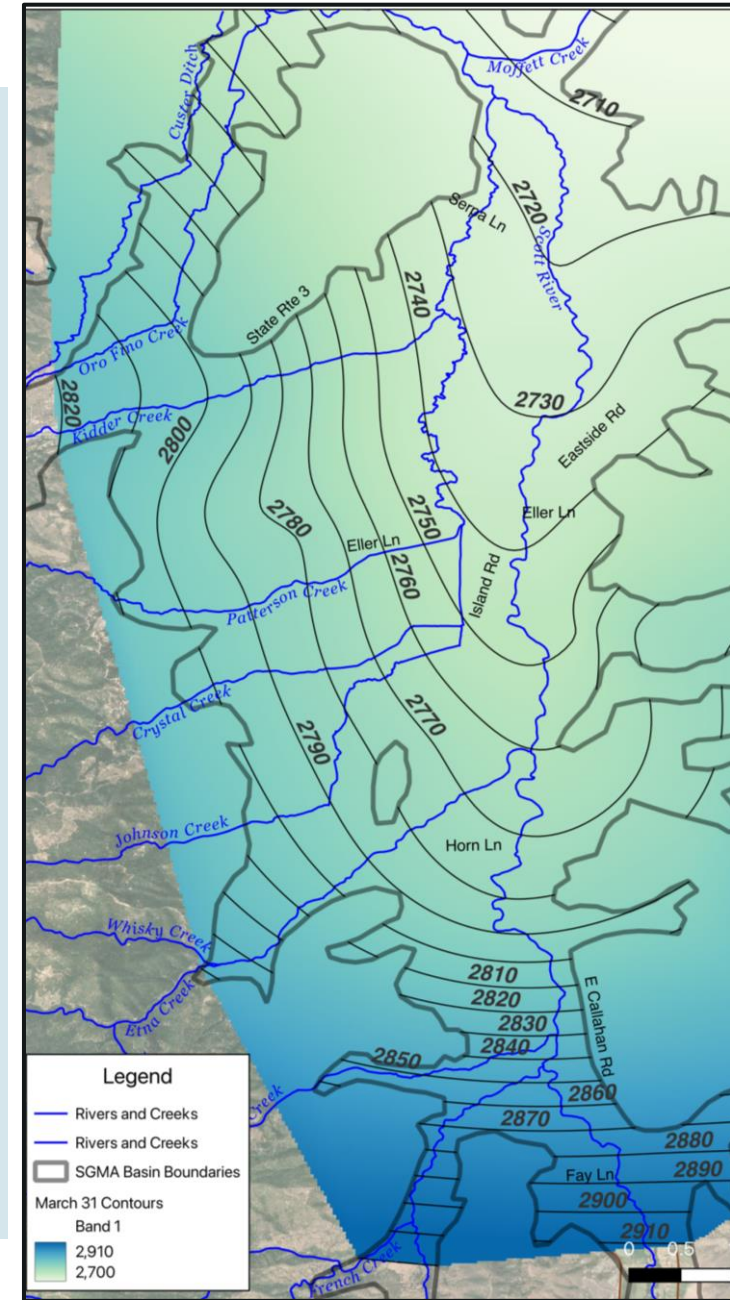 Custer Ditch
Moffett Creek
2710
2720
Serpa Ln
Scott River
2740
State Rte 3
Oro Fino Creek
2820
Kidder Creek
2800
2730
Eastside Rd
2780
2750
Eller Ln
Eller Ln
2760
Island Rd
Patterson Creek
Crystal Creek
2770
2790
Johnson Creek
Horn Ln
Whisky Creek
Etna Creek
2810
2820
2830
2840
2850
E Callahan Rd
2860
2870
2880
2890
Fay Ln
2900
2910
Creek
French Creek
0 0.5
Legend
Rivers and Creeks
Rivers and Creeks
SGMA Basin Boundaries
March 31 Contours
Band 1
2,910
2,700